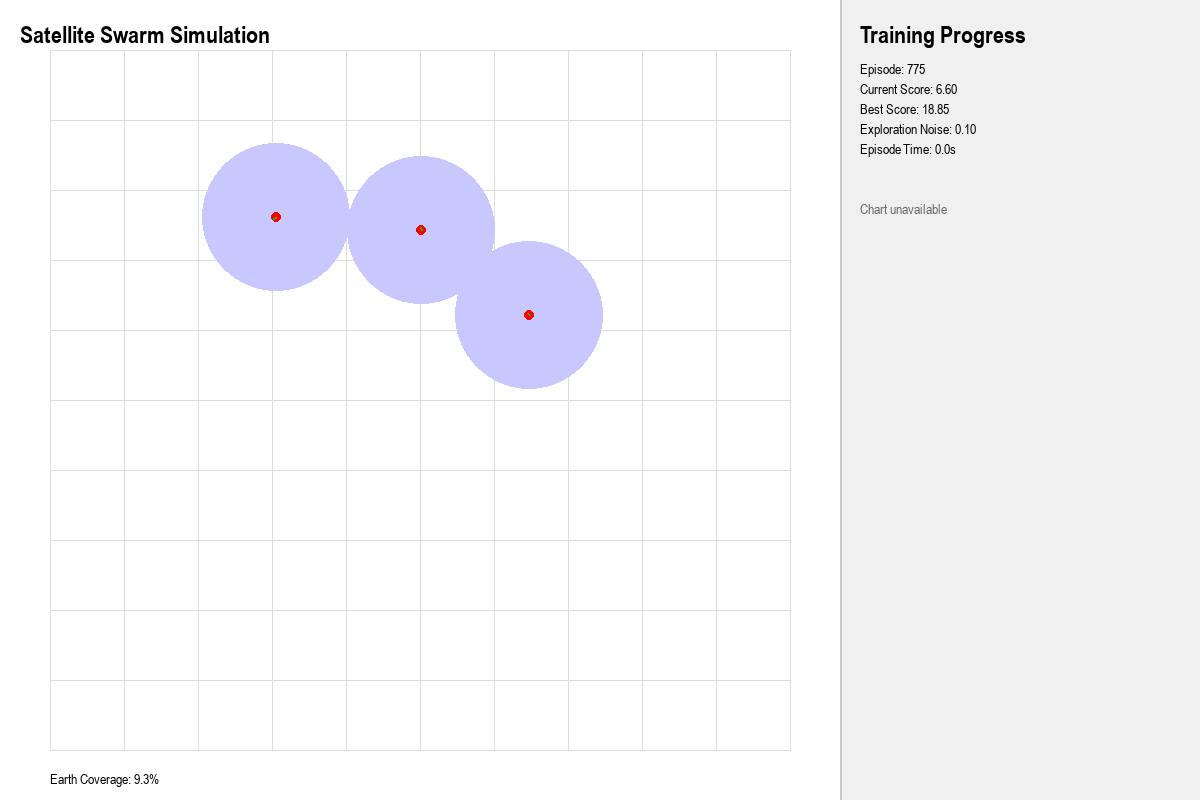 Satellite Swarm Simulation
Earth Coverage: 9.3%
Training Progress
Episode: 775
Current Score: 6.60
Best Score: 18.85
Exploration Noise: 0.10
Episode Time: 0.0s
Chart unavailable